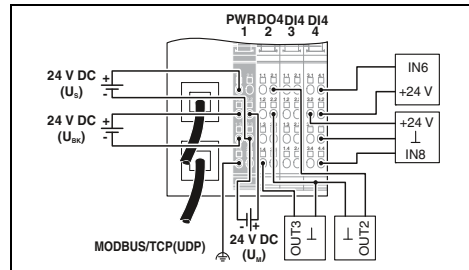 PWR DO4 DI4 DI4
1 2 3 4
24 V DC
(US)
+
-
24 V DC
(UBK)
+
-
IN6
+24 V
+24 V
⊥
IN8
MODBUS/TCP(UDP)
- +
24 V DC
(UM)
OUT3
⊥
⊥
OUT2